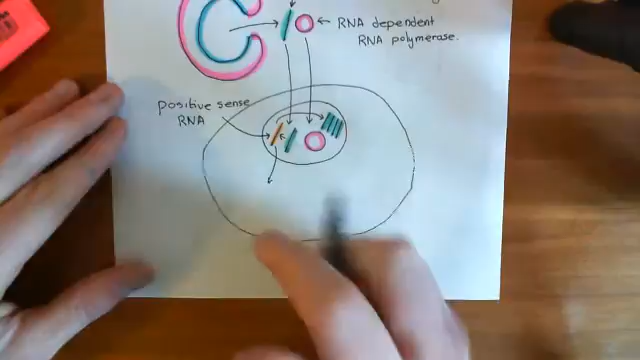 RNA dependent
RNA polymerase.
positive sense
RNA